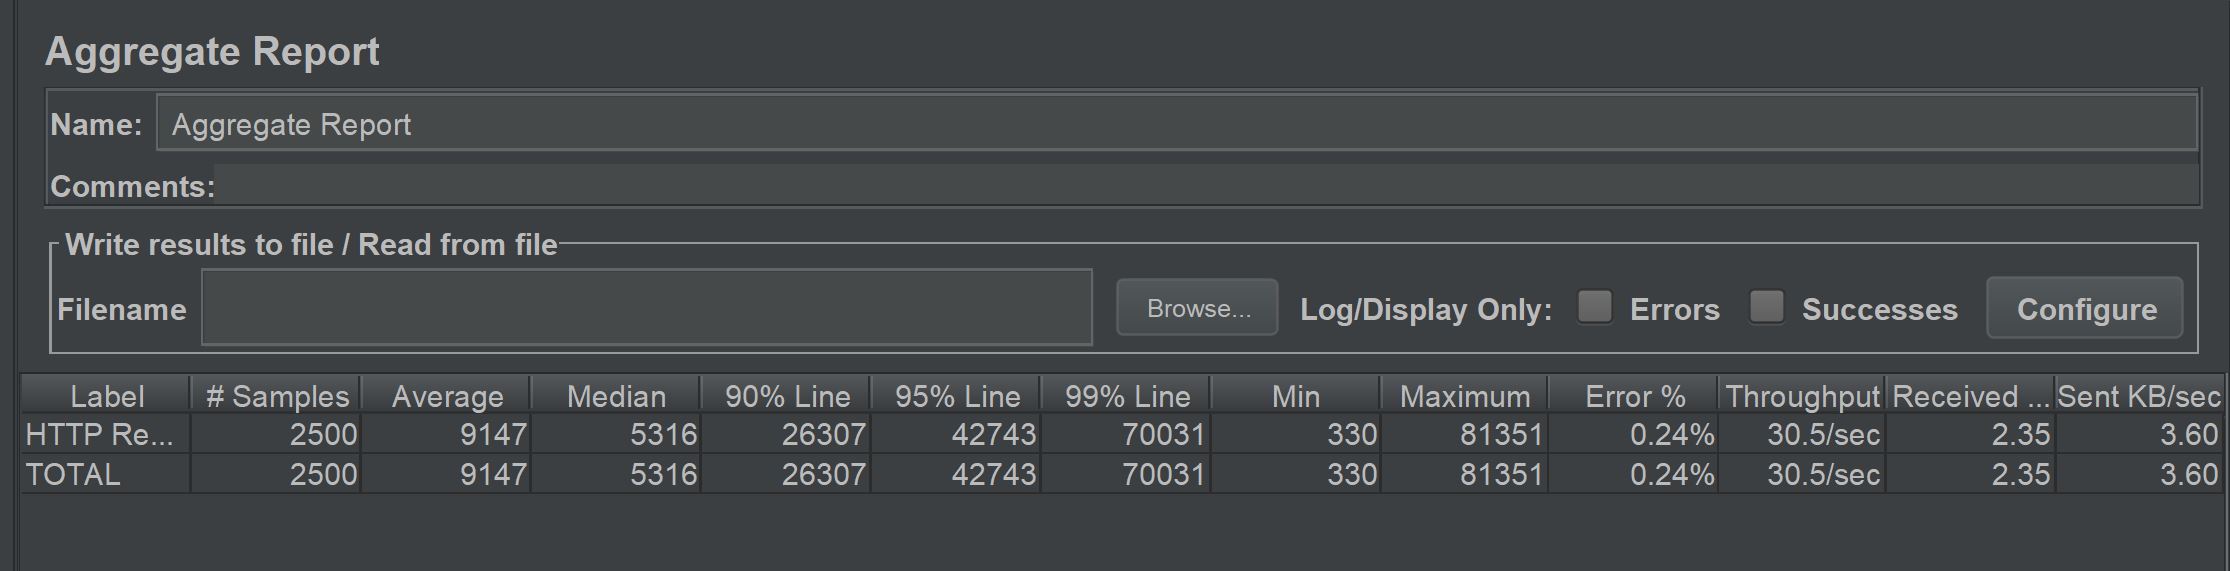 Aggregate Report
Name: Aggregate Report
Comments:
Write results to file / Read from file
Filename Browse... Log/Display Only: Errors Successes Configure
Label # Samples Average Median 90% Line 95% Line 99% Line Min Maximum Error % Throughput Received ... Sent KB/sec
HTTP Re... 2500 9147 5316 26307 42743 70031 330 81351 0.24% 30.5/sec 2.35 3.60
TOTAL 2500 9147 5316 26307 42743 70031 330 81351 0.24% 30.5/sec 2.35 3.60